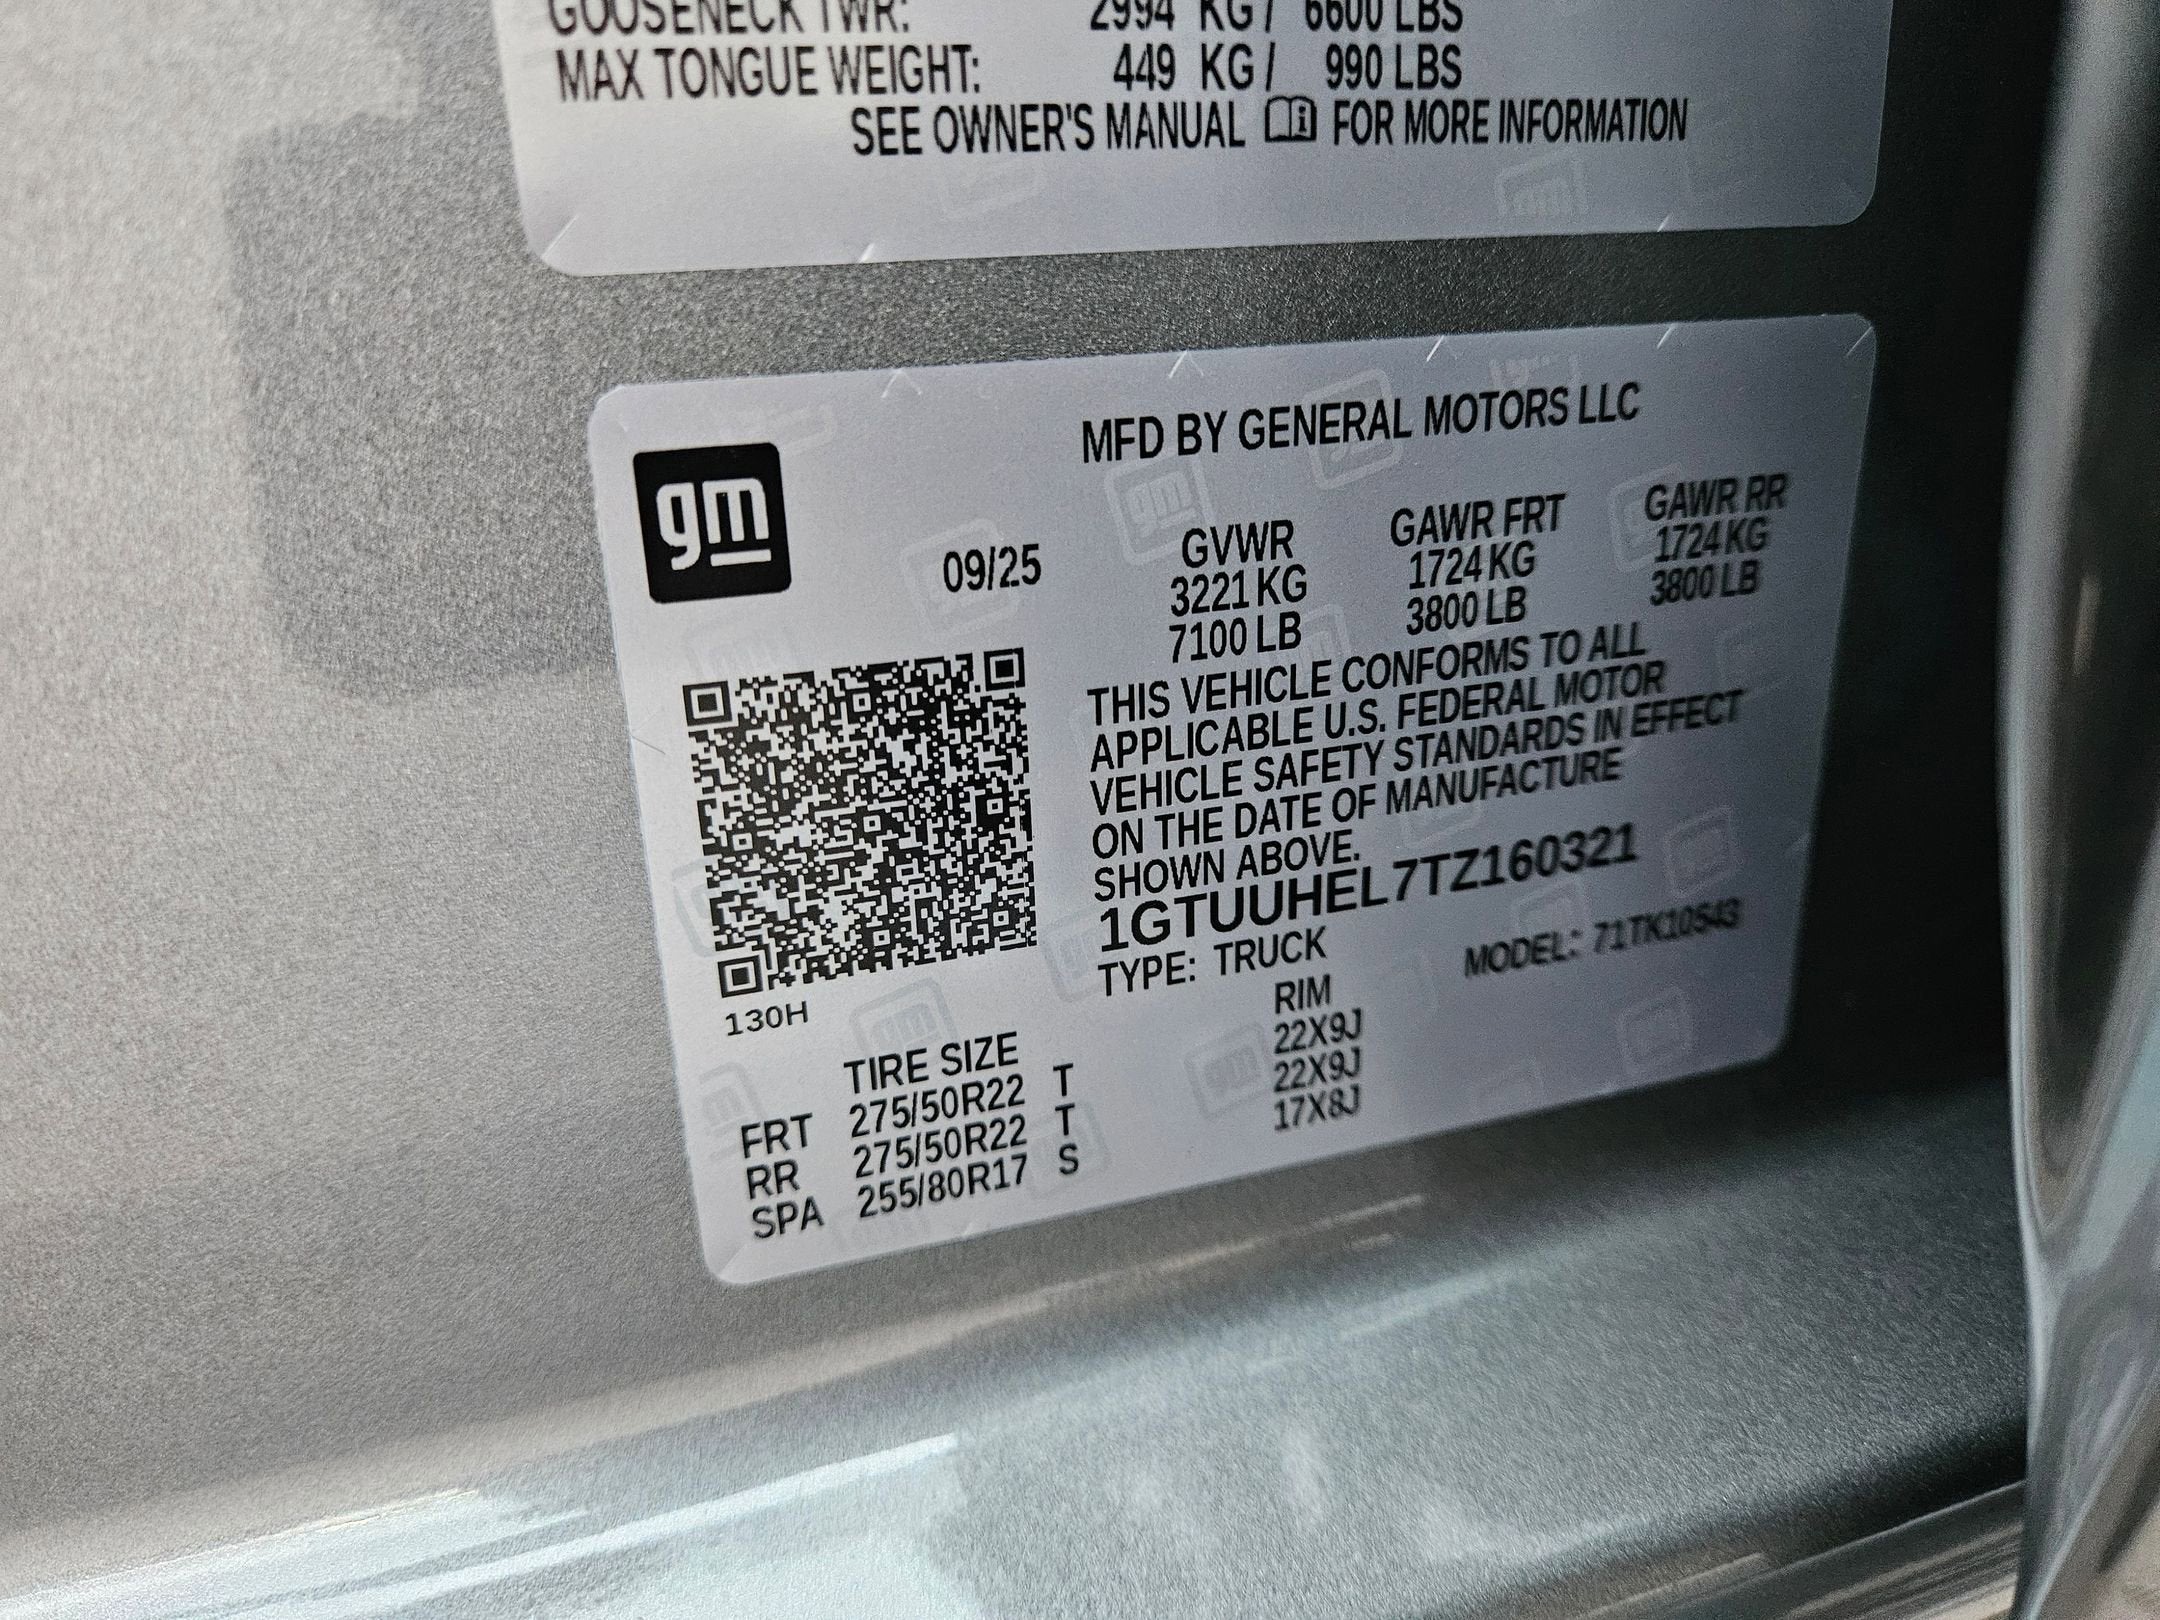 GOOSENECK TWR: 2994 KG / 6600 LBS
MAX TONGUE WEIGHT: 449 KG / 990 LBS
SEE OWNER'S MANUAL FOR MORE INFORMATION
gm
MFD BY GENERAL MOTORS LLC
09/25
GVWR GAWR FRT GAWR RR
3221 KG 1724 KG 1724 KG
7100 LB 3800 LB 3800 LB
THIS VEHICLE CONFORMS TO ALL
APPLICABLE U.S. FEDERAL MOTOR
VEHICLE SAFETY STANDARDS IN EFFECT
ON THE DATE OF MANUFACTURE
SHOWN ABOVE.
1GTUUHEL7TZ160321
TYPE: TRUCK MODEL: 71TK10543
130H
TIRE SIZE RIM
FRT 275/50R22 T 22X9J
RR 275/50R22 T 22X9J
SPA 255/80R17 S 17X8J